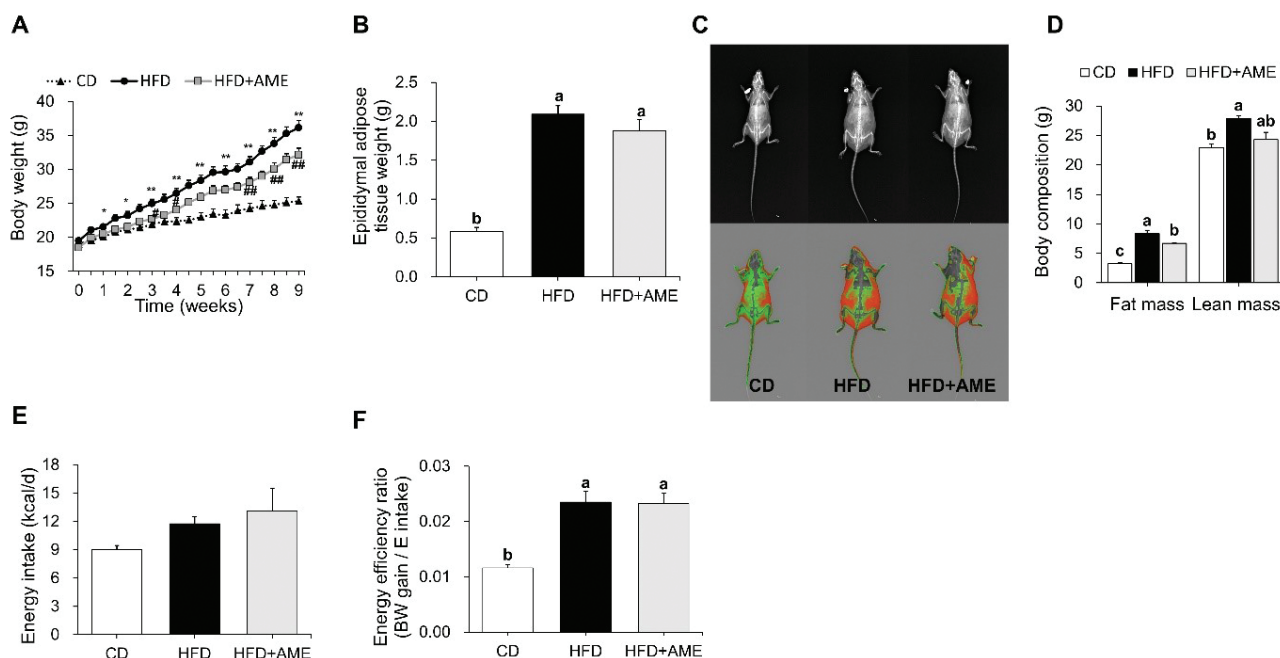 A
CD HFD HFD+AME
Body weight (g)
40
35
30
25
20
15
* * ** ** ** ** ** ** **
# # ## ## ##
0 1 2 3 4 5 6 7 8 9
Time (weeks)
B
Epididymal adipose
tissue weight (g)
2.5
2.0
1.5
1.0
0.5
0.0
b a a
CD HFD HFD+AME
C
CD HFD HFD+AME
D
CD HFD HFD+AME
Body composition (g)
30
25
20
15
10
5
0
c a b b a ab
Fat mass Lean mass
E
Energy intake (kcal/d)
18
15
12
9
6
3
0
CD HFD HFD+AME
F
Energy efficiency ratio
(BW gain / E intake)
0.03
0.02
0.01
0.00
b a a
CD HFD HFD+AME